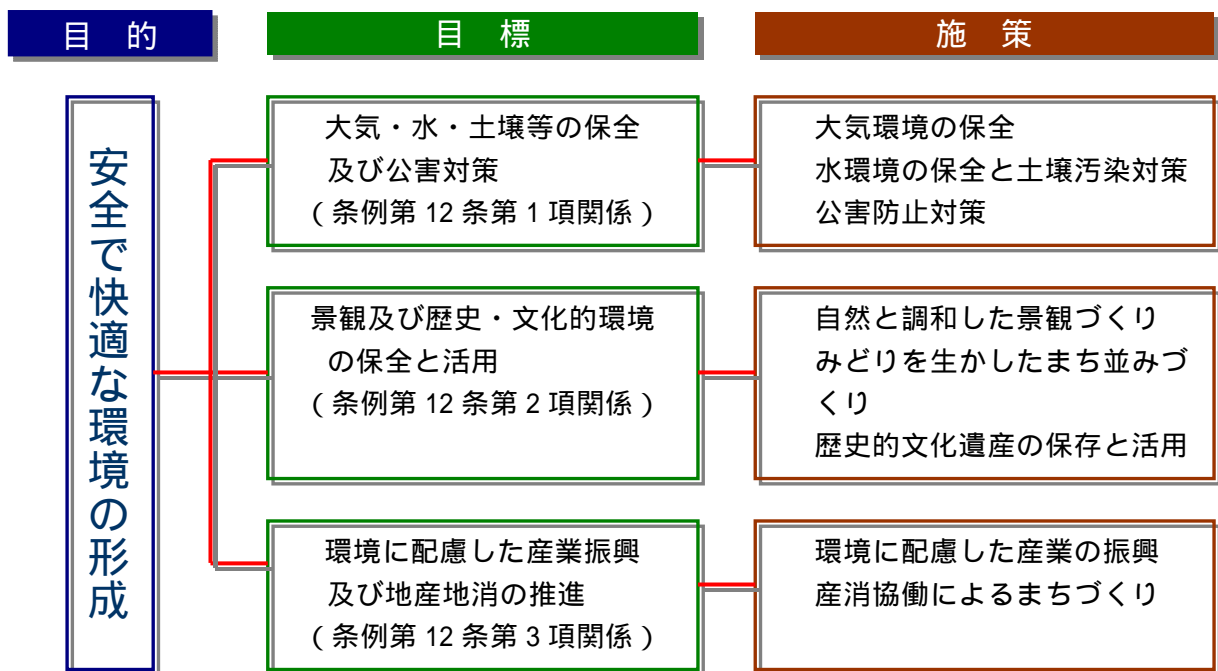 目 的
目 標
施 策
安全で快適な環境の形成
大気・水・土壌等の保全
及び公害対策
(条例第 12 条第 1 項関係)
大気環境の保全
水環境の保全と土壌汚染対策
公害防止対策
景観及び歴史・文化的環境
の保全と活用
(条例第 12 条第 2 項関係)
自然と調和した景観づくり
みどりを生かしたまち並みづ
くり
歴史的文化遺産の保存と活用
環境に配慮した産業振興
及び地産地消の推進
(条例第 12 条第 3 項関係)
環境に配慮した産業の振興
産消協働によるまちづくり